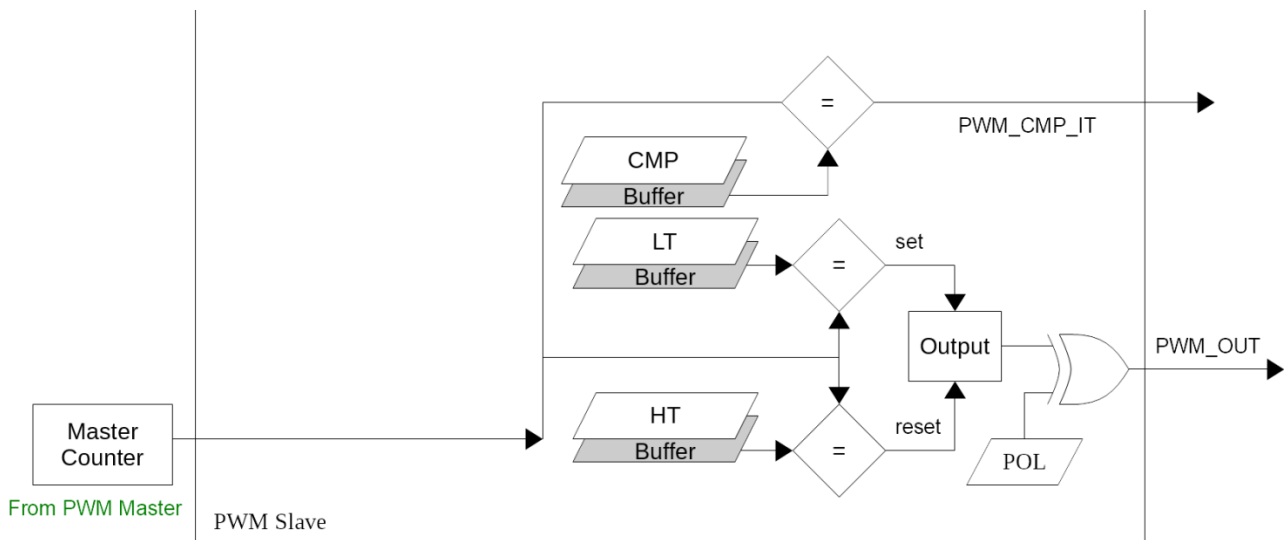 =
PWM_CMP_IT
CMP
Buffer
LT
Buffer
=
set
Output
PWM_OUT
HT
Buffer
=
reset
POL
Master
Counter
From PWM Master
PWM Slave